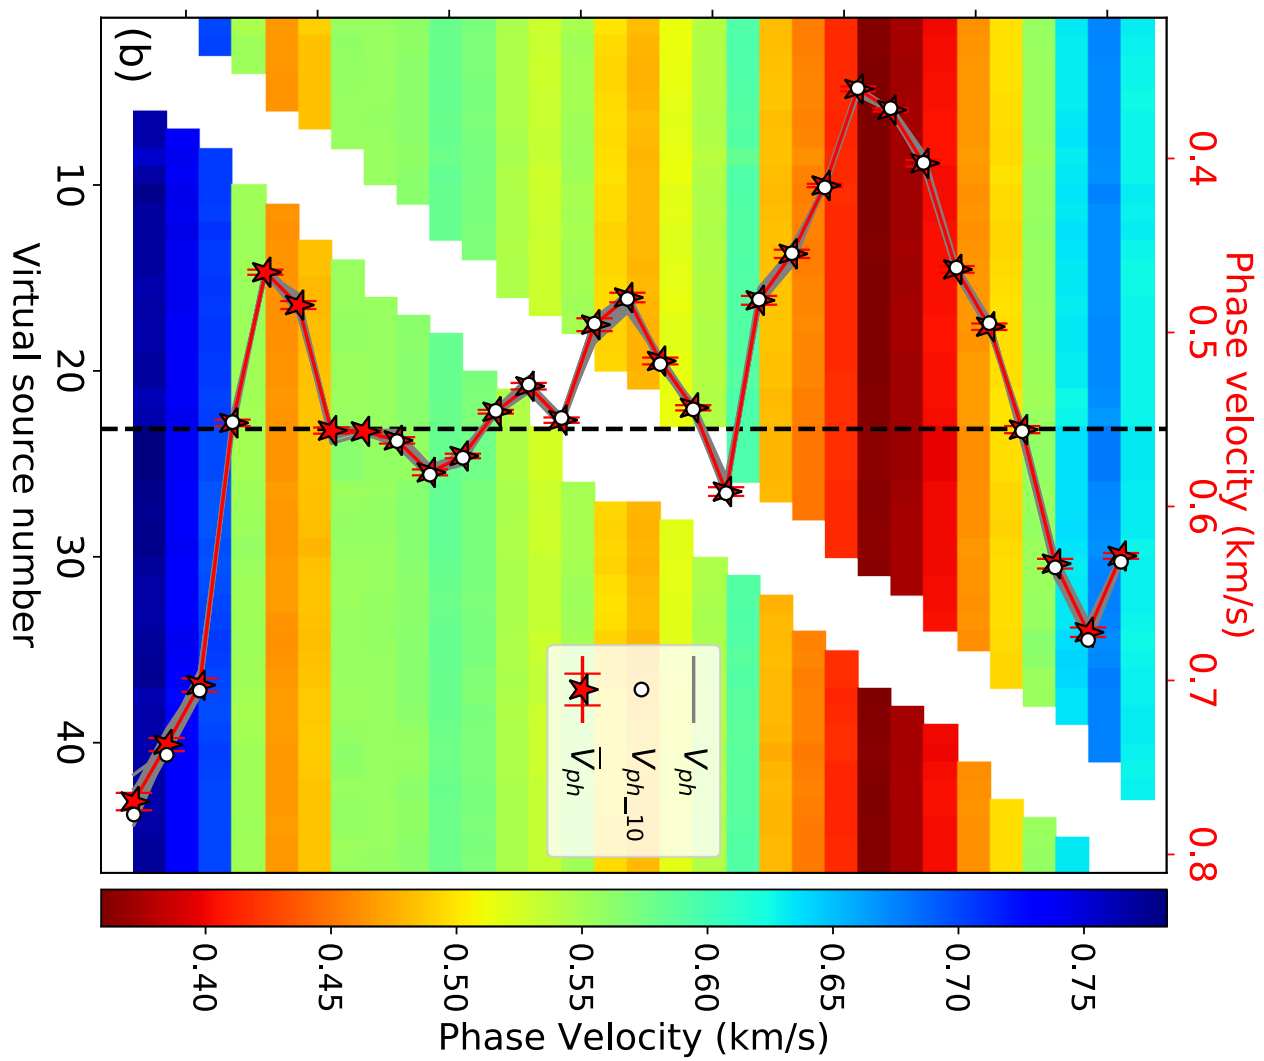 (b)
10
20
30
40
Virtual source number
0.4
0.5
0.6
0.7
0.8
Phase velocity (km/s)
V_ph
V_ph_10
V̅_ph
0.40
0.45
0.50
0.55
0.60
0.65
0.70
0.75
Phase Velocity (km/s)